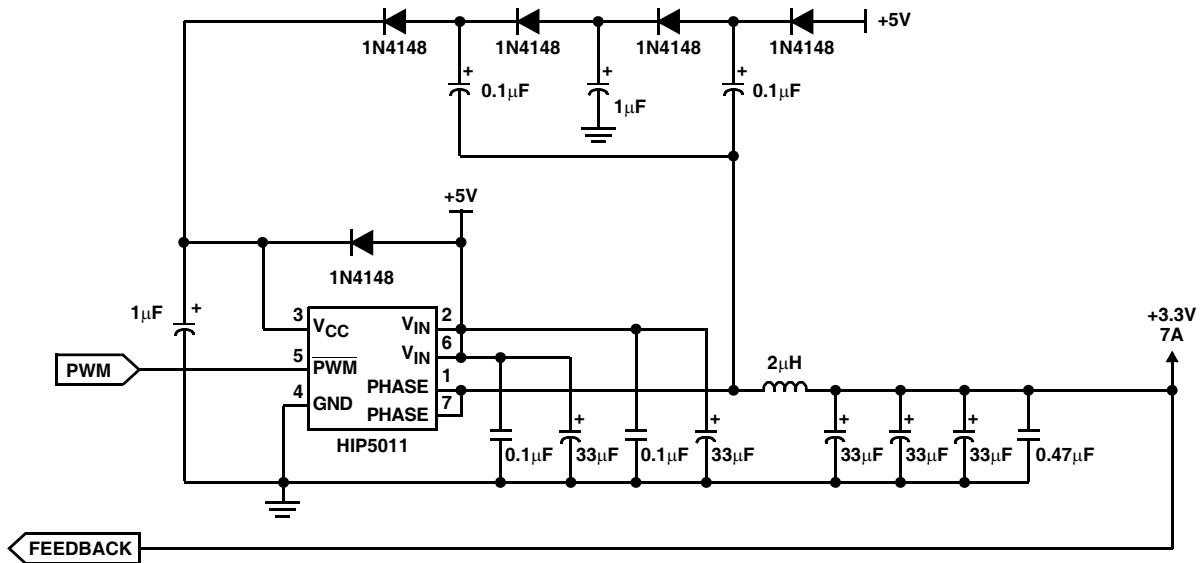 +5V
1N4148
1N4148
1N4148
1N4148
+
0.1µF
+
1µF
+
0.1µF
+5V
1N4148
1µF
+
3
VCC
VIN
2
VIN
6
PWM
5
PWM
PHASE
1
4
GND
PHASE
7
HIP5011
2µH
+3.3V
7A
0.1µF
+
33µF
0.1µF
+
33µF
+
33µF
+
33µF
+
33µF
0.47µF
FEEDBACK